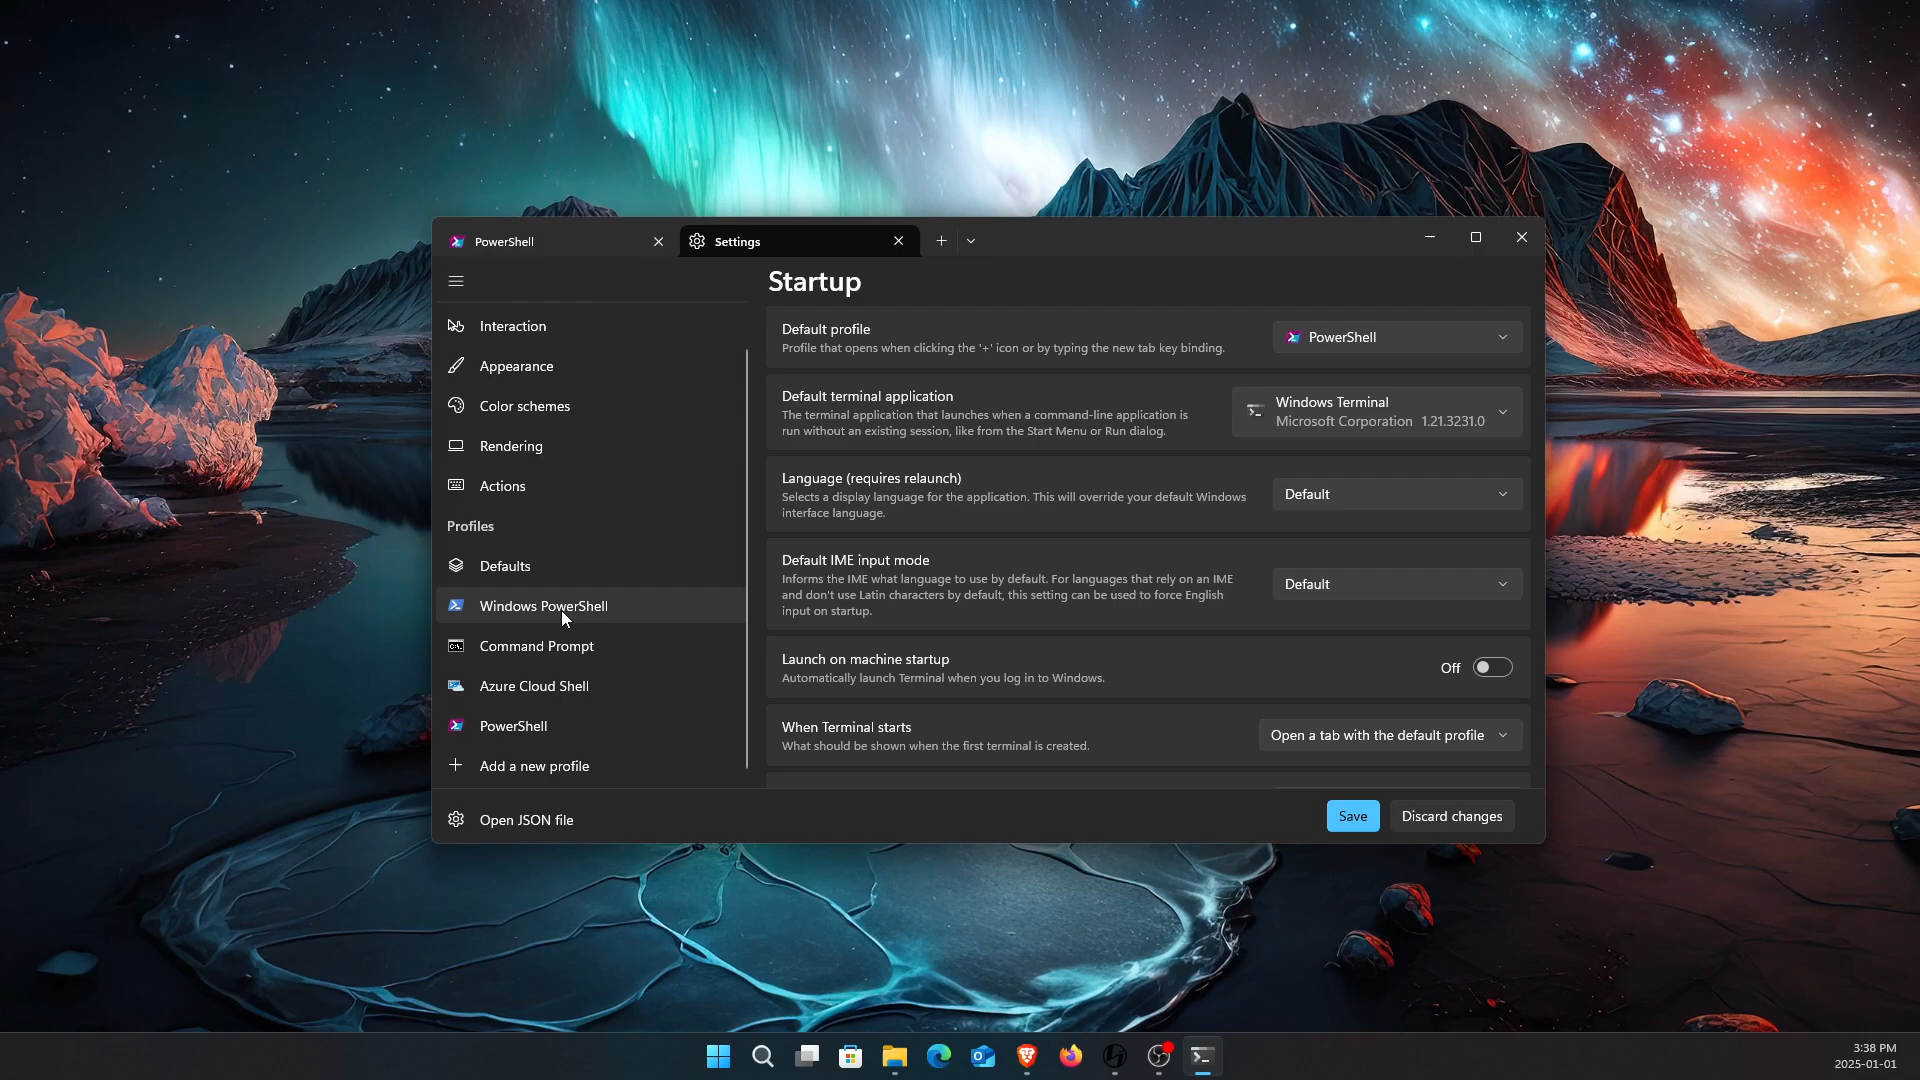 PowerShell
Settings
Startup
Interaction
Appearance
Color schemes
Rendering
Actions
Profiles
Defaults
Windows PowerShell
Command Prompt
Azure Cloud Shell
PowerShell
Add a new profile
Open JSON file
Default profile
Profile that opens when clicking the '+' icon or by typing the new tab key binding.
PowerShell
Default terminal application
The terminal application that launches when a command-line application is
run without an existing session, like from the Start Menu or Run dialog.
Windows Terminal
Microsoft Corporation 1.21.3231.0
Language (requires relaunch)
Selects a display language for the application. This will override your default Windows
interface language.
Default
Default IME input mode
Informs the IME what language to use by default. For languages that rely on an IME
and don't use Latin characters by default, this setting can be used to force English
input on startup.
Default
Launch on machine startup
Automatically launch Terminal when you log in to Windows.
Off
When Terminal starts
What should be shown when the first terminal is created.
Open a tab with the default profile
Save
Discard changes
3:38 PM
2025-01-01